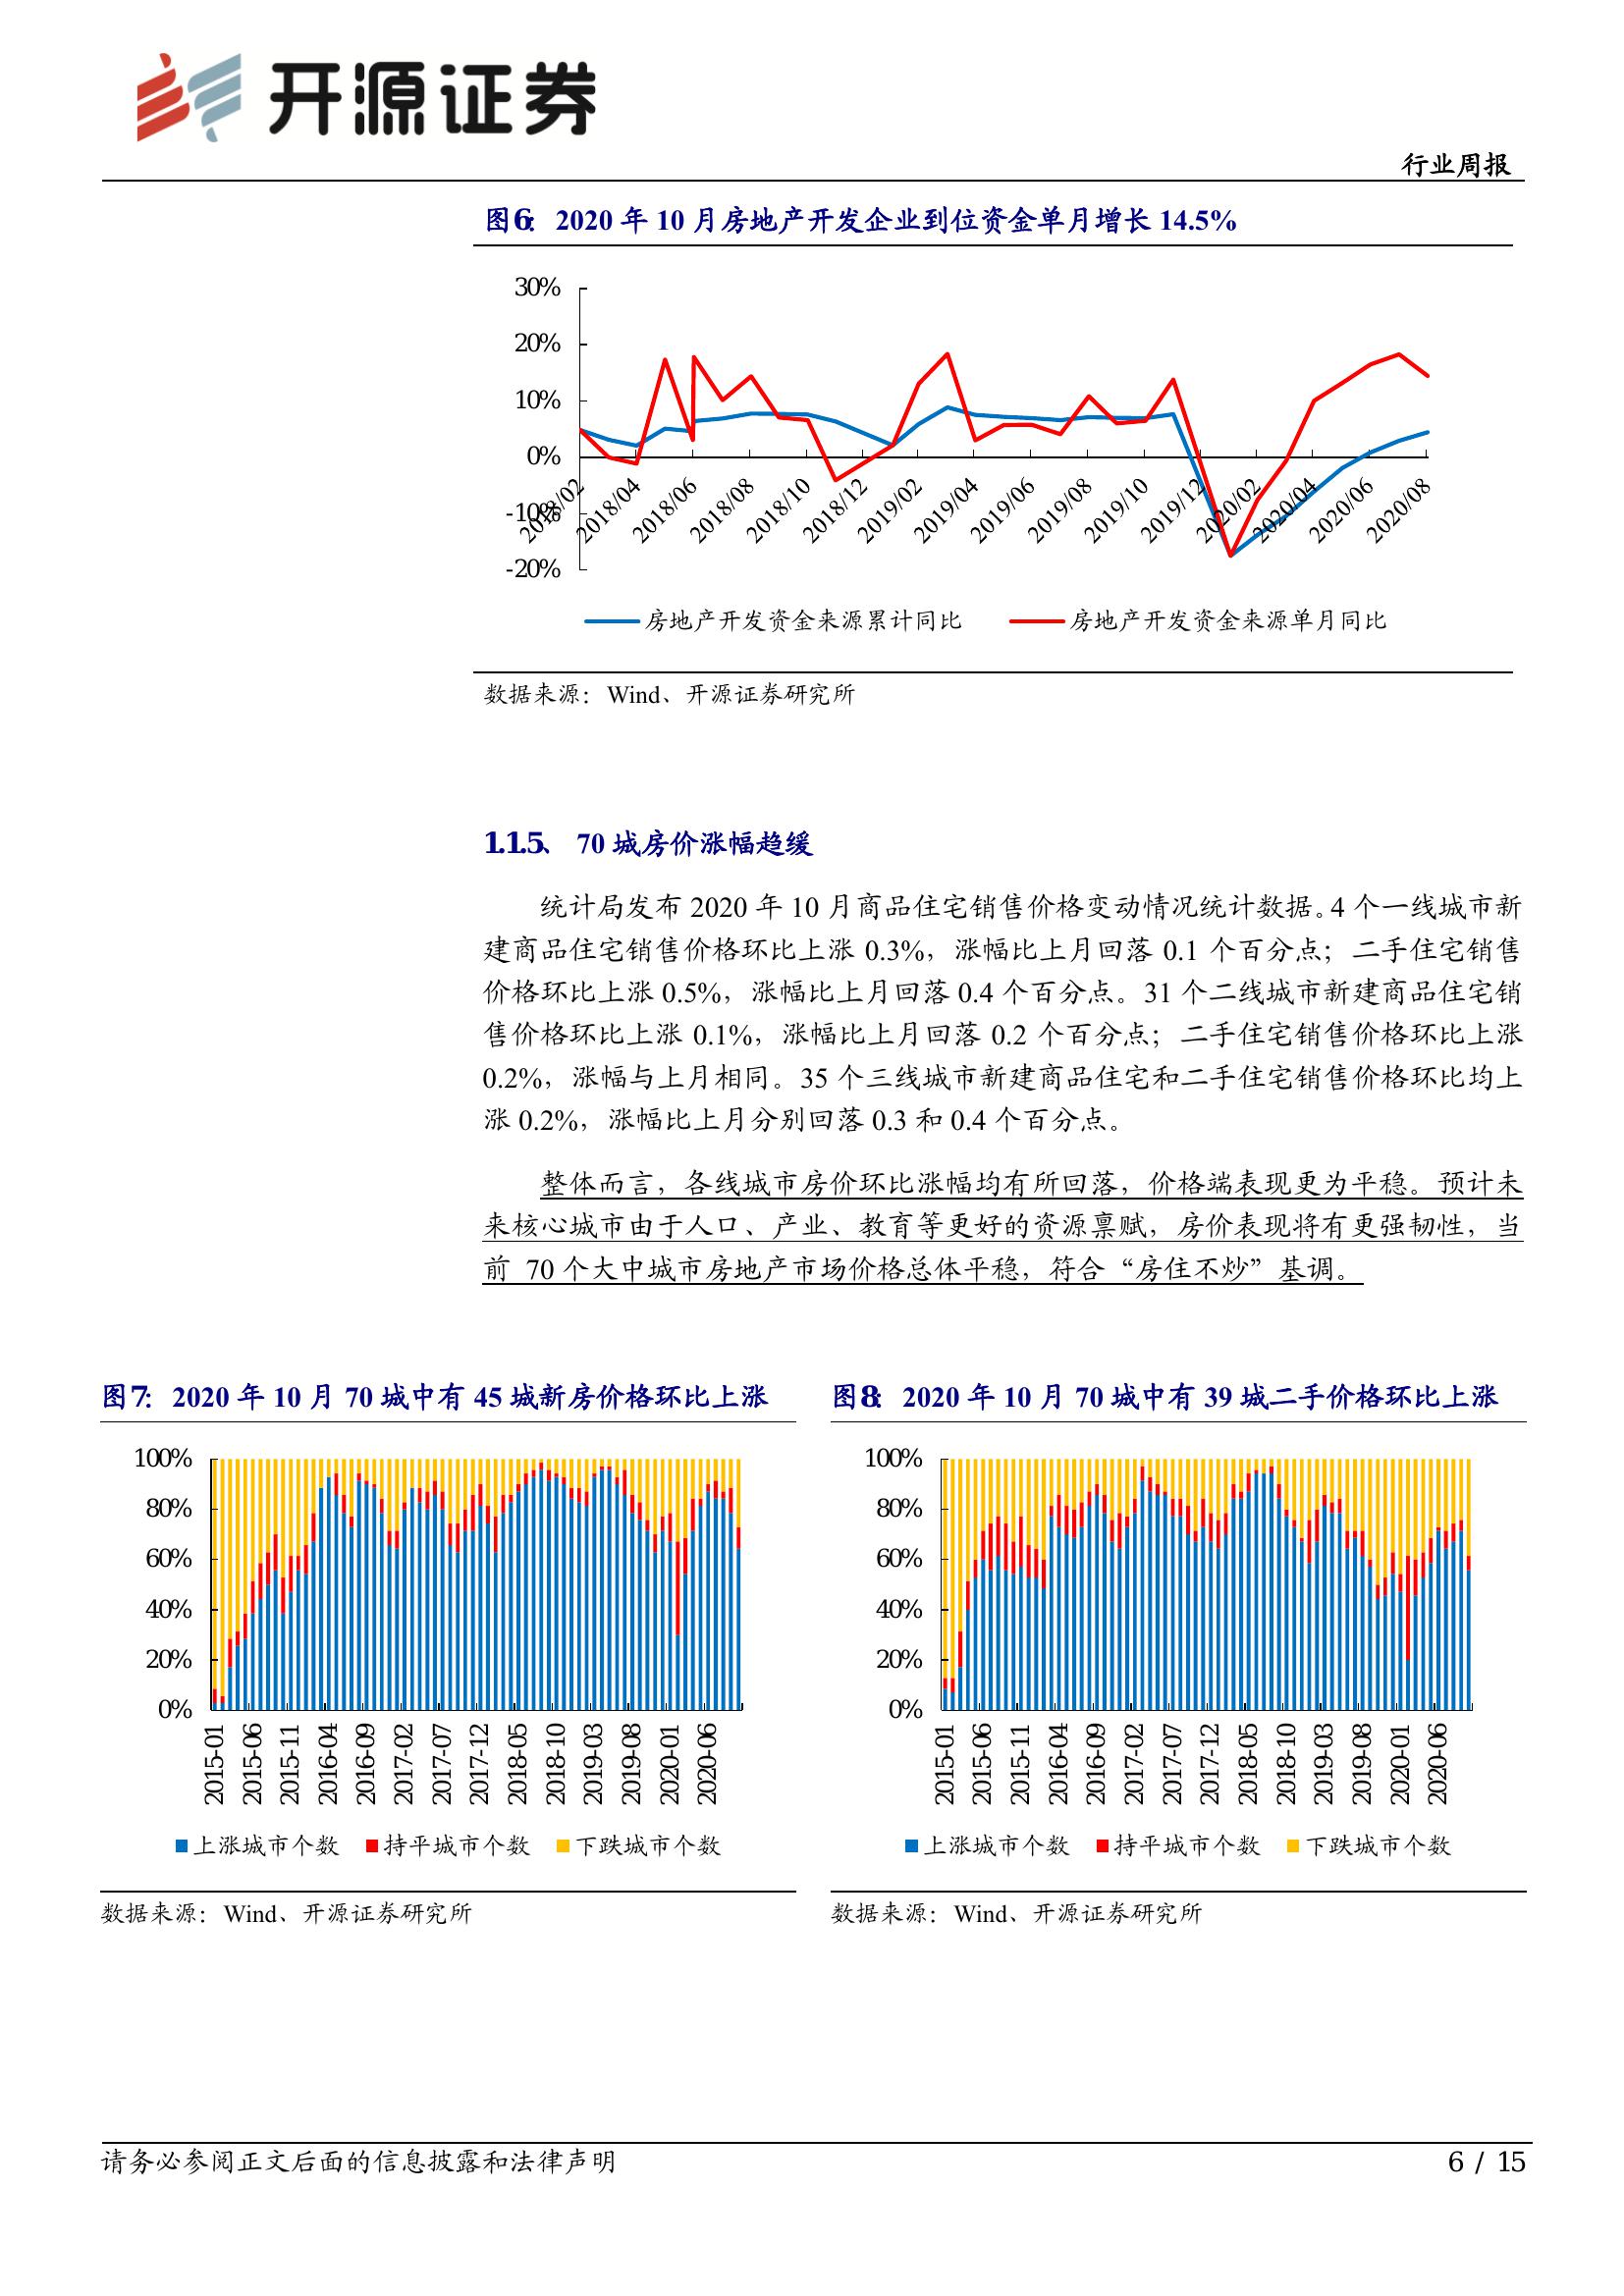 开源证券
行业周报
图6： 2020 年 10 月房地产开发企业到位资金单月增长 14.5%
30%
20%
10%
0%
-10%
-20%
2018/02
2018/04
2018/06
2018/08
2018/10
2018/12
2019/02
2019/04
2019/06
2019/08
2019/10
2019/12
2020/02
2020/04
2020/06
2020/08
房地产开发资金来源累计同比 房地产开发资金来源单月同比
数据来源：Wind、开源证券研究所
1.1.5、 70 城房价涨幅趋缓
统计局发布 2020 年 10 月商品住宅销售价格变动情况统计数据。4 个一线城市新
建商品住宅销售价格环比上涨 0.3%，涨幅比上月回落 0.1 个百分点；二手住宅销售
价格环比上涨 0.5%，涨幅比上月回落 0.4 个百分点。31 个二线城市新建商品住宅销
售价格环比上涨 0.1%，涨幅比上月回落 0.2 个百分点；二手住宅销售价格环比上涨
0.2%，涨幅与上月相同。35 个三线城市新建商品住宅和二手住宅销售价格环比均上
涨 0.2%，涨幅比上月分别回落 0.3 和 0.4 个百分点。
整体而言，各线城市房价环比涨幅均有所回落，价格端表现更为平稳。预计未
来核心城市由于人口、产业、教育等更好的资源禀赋，房价表现将有更强韧性，当
前 70 个大中城市房地产市场价格总体平稳，符合“房住不炒”基调。
图7： 2020 年 10 月 70 城中有 45 城新房价格环比上涨
100%
80%
60%
40%
20%
0%
2015-01
2015-06
2015-11
2016-04
2016-09
2017-02
2017-07
2017-12
2018-05
2018-10
2019-03
2019-08
2020-01
2020-06
上涨城市个数 持平城市个数 下跌城市个数
数据来源：Wind、开源证券研究所
图8： 2020 年 10 月 70 城中有 39 城二手价格环比上涨
100%
80%
60%
40%
20%
0%
2015-01
2015-06
2015-11
2016-04
2016-09
2017-02
2017-07
2017-12
2018-05
2018-10
2019-03
2019-08
2020-01
2020-06
上涨城市个数 持平城市个数 下跌城市个数
数据来源：Wind、开源证券研究所
请务必参阅正文后面的信息披露和法律声明
6 / 15